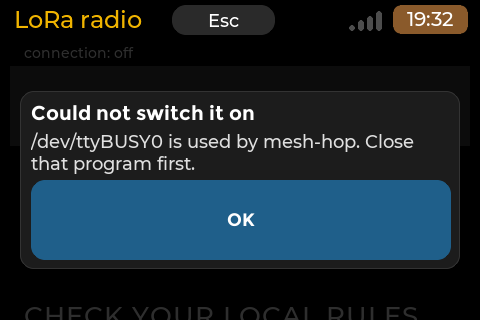 LoRa radio
Esc
19:32
connection: off
Could not switch it on
/dev/ttyBUSY0 is used by mesh-hop. Close
that program first.
OK
CHECK YOUR LOCAL RULES